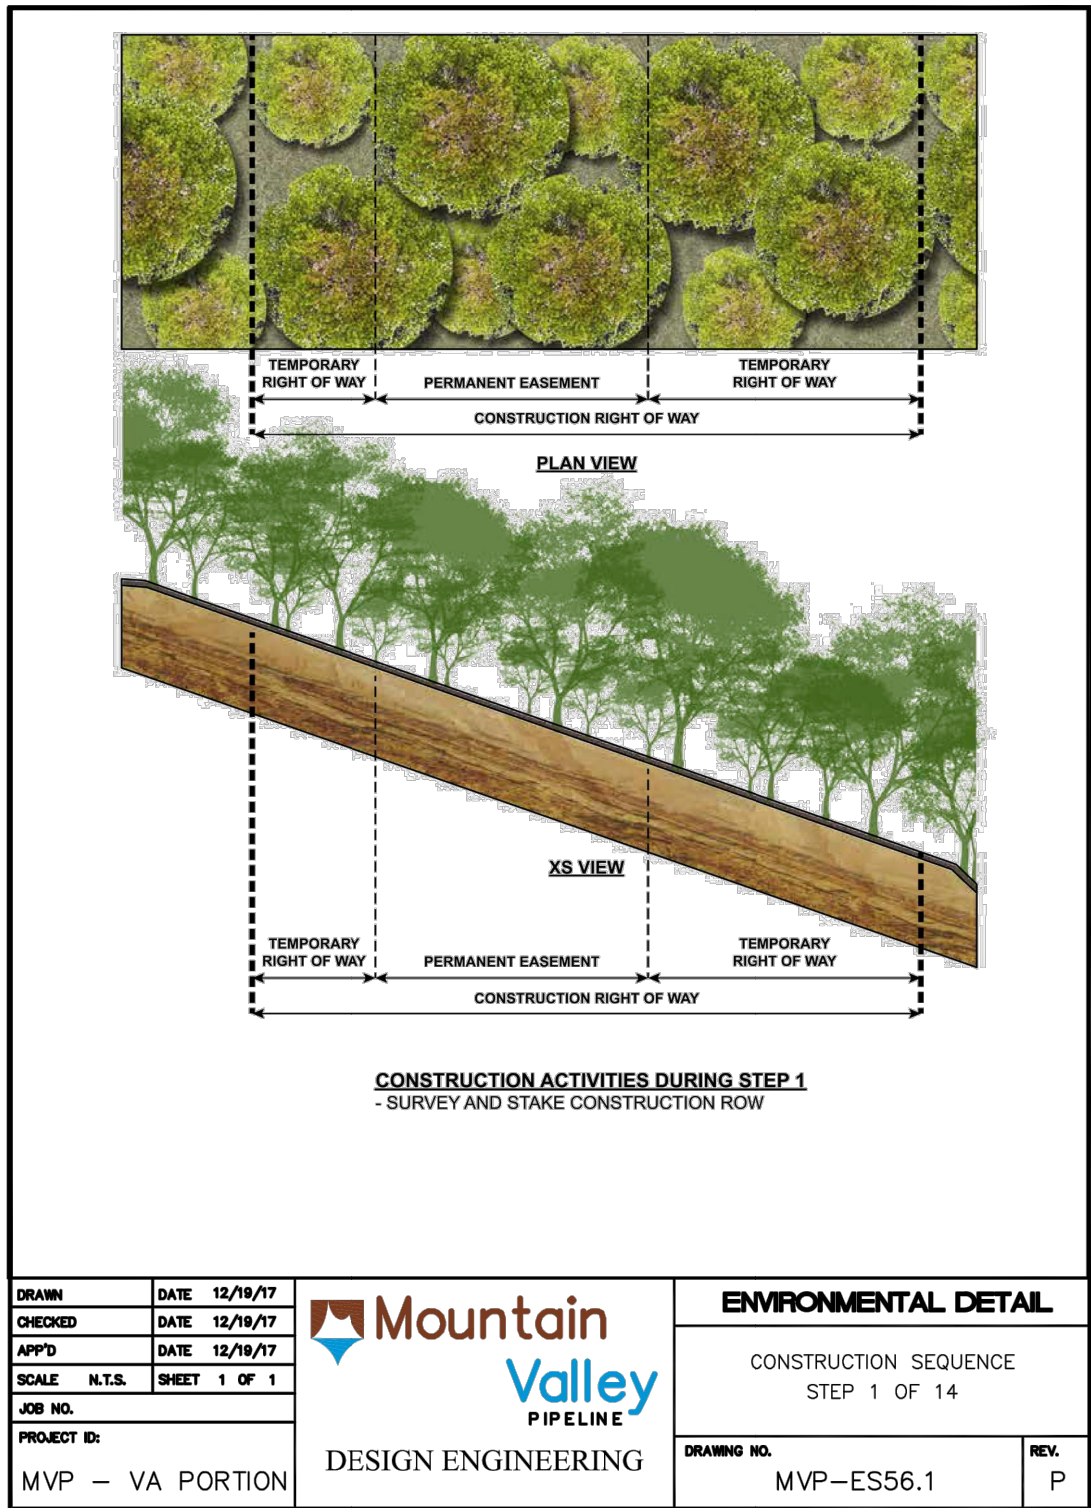 TEMPORARY
RIGHT OF WAY
PERMANENT EASEMENT
TEMPORARY
RIGHT OF WAY
CONSTRUCTION RIGHT OF WAY
PLAN VIEW
XS VIEW
TEMPORARY
RIGHT OF WAY
PERMANENT EASEMENT
TEMPORARY
RIGHT OF WAY
CONSTRUCTION RIGHT OF WAY
CONSTRUCTION ACTIVITIES DURING STEP 1
- SURVEY AND STAKE CONSTRUCTION ROW
DRAWN DATE 12/19/17
CHECKED DATE 12/19/17
APP'D DATE 12/19/17
SCALE N.T.S. SHEET 1 OF 1
JOB NO.
PROJECT ID:
MVP - VA PORTION
Mountain
Valley
PIPELINE
DESIGN ENGINEERING
ENVIRONMENTAL DETAIL
CONSTRUCTION SEQUENCE
STEP 1 OF 14
DRAWING NO.
MVP-ES56.1
REV.
P